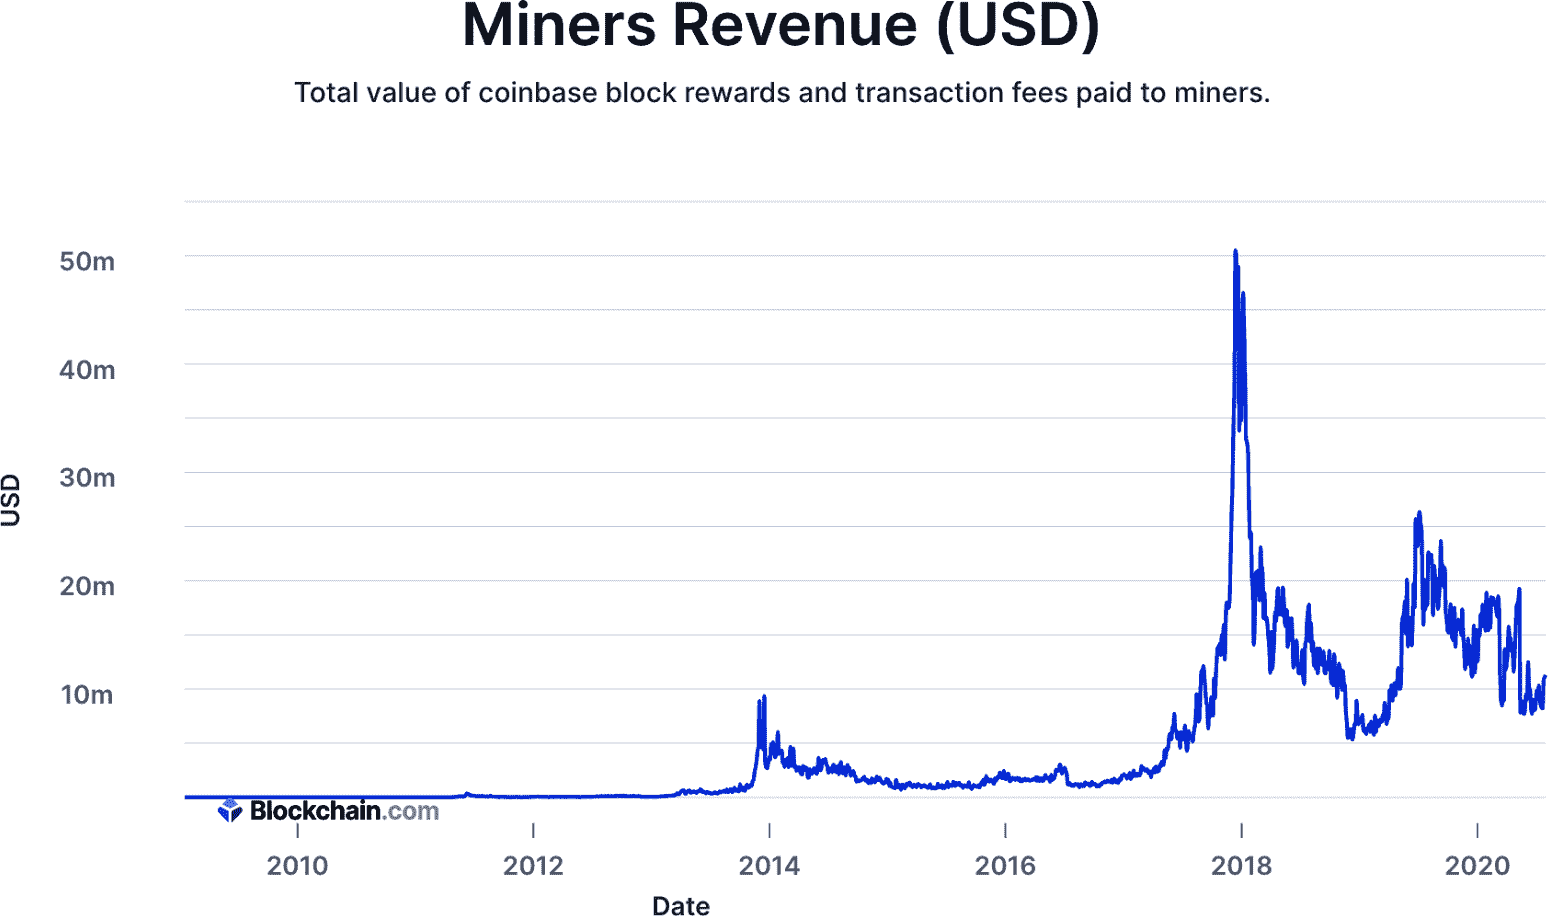 Miners Revenue (USD)
Total value of coinbase block rewards and transaction fees paid to miners.
50m
40m
30m
20m
10m
USD
Blockchain.com
2010 2012 2014 2016 2018 2020
Date